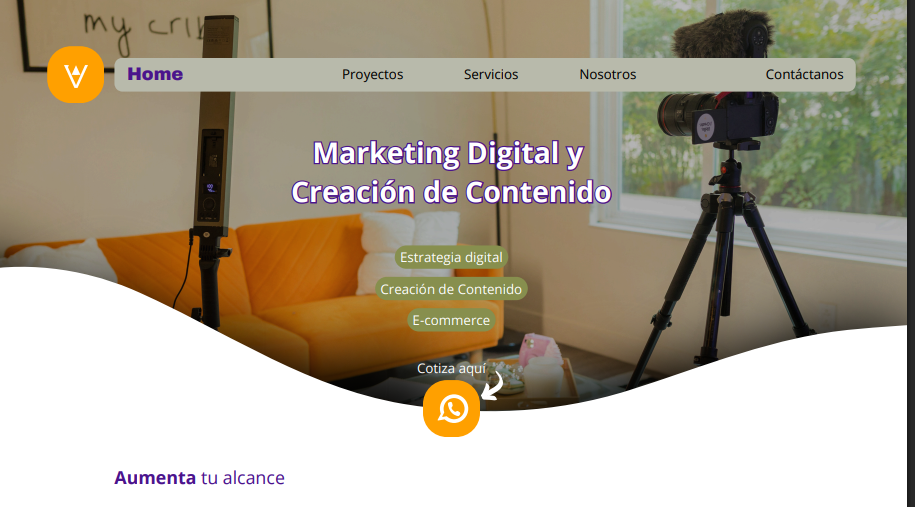 my crip
Home
Proyectos
Servicios
Nosotros
Contáctanos
Marketing Digital y
Creación de Contenido
Estrategia digital
Creación de Contenido
E-commerce
Cotiza aquí
Aumenta tu alcance